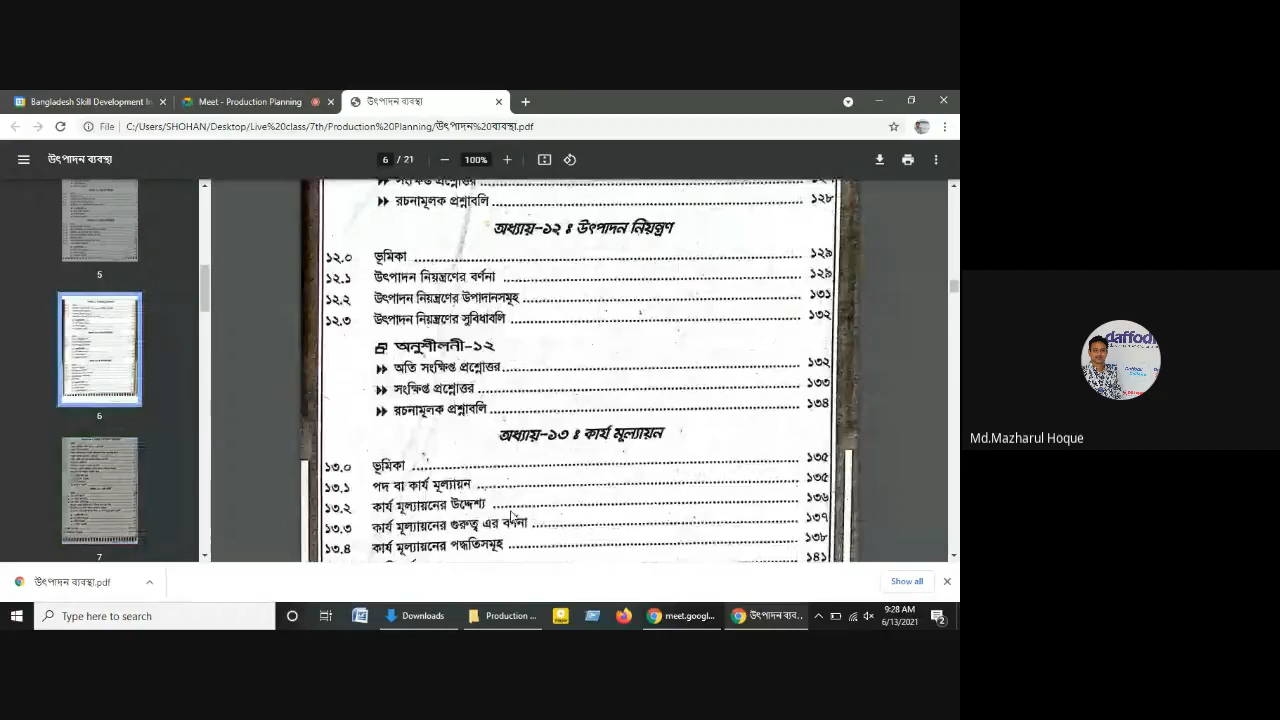 Bangladesh Skill Development In
Meet - Production Planning
উৎপাদন ব্যবস্থা
File
C:/Users/SHOHAN/Desktop/Live%20class/7th/Production%20Planning/উৎপাদন%20ব্যবস্থা.pdf
উৎপাদন ব্যবস্থা
6 / 21
100%
5
6
7
সংক্ষিপ্ত প্রশ্নোত্তর
রচনামূলক প্রশ্নাবলি ১২৮
অধ্যায়-১২ ঃ উৎপাদন নিয়ন্ত্রণ
১২.০ ভূমিকা ১২৯
১২.১ উৎপাদন নিয়ন্ত্রণের বর্ণনা ১২৯
১২.২ উৎপাদন নিয়ন্ত্রণের উপাদানসমূহ ১৩১
১২.৩ উৎপাদন নিয়ন্ত্রণের সুবিধাবলি ১৩২
অনুশীলনী-১২
অতি সংক্ষিপ্ত প্রশ্নোত্তর ১৩২
সংক্ষিপ্ত প্রশ্নোত্তর ১৩৩
রচনামূলক প্রশ্নাবলি ১৩৪
অধ্যায়-১৩ ঃ কার্য মূল্যায়ন
১৩.০ ভূমিকা ১৩৫
১৩.১ পদ বা কার্য মূল্যায়ন ১৩৫
১৩.২ কার্য মূল্যায়নের উদ্দেশ্য ১৩৬
১৩.৩ কার্য মূল্যায়নের গুরুত্ব এর বর্ণনা ১৩৭
১৩.৪ কার্য মূল্যায়নের পদ্ধতিসমূহ ১৩৮
১৪১
Md.Mazharul Hoque
daffodi
উৎপাদন ব্যবস্থা.pdf
Show all
Type here to search
Downloads
Production ...
meet.googl...
উৎপাদন ব্যব...
9:28 AM
6/13/2021
2